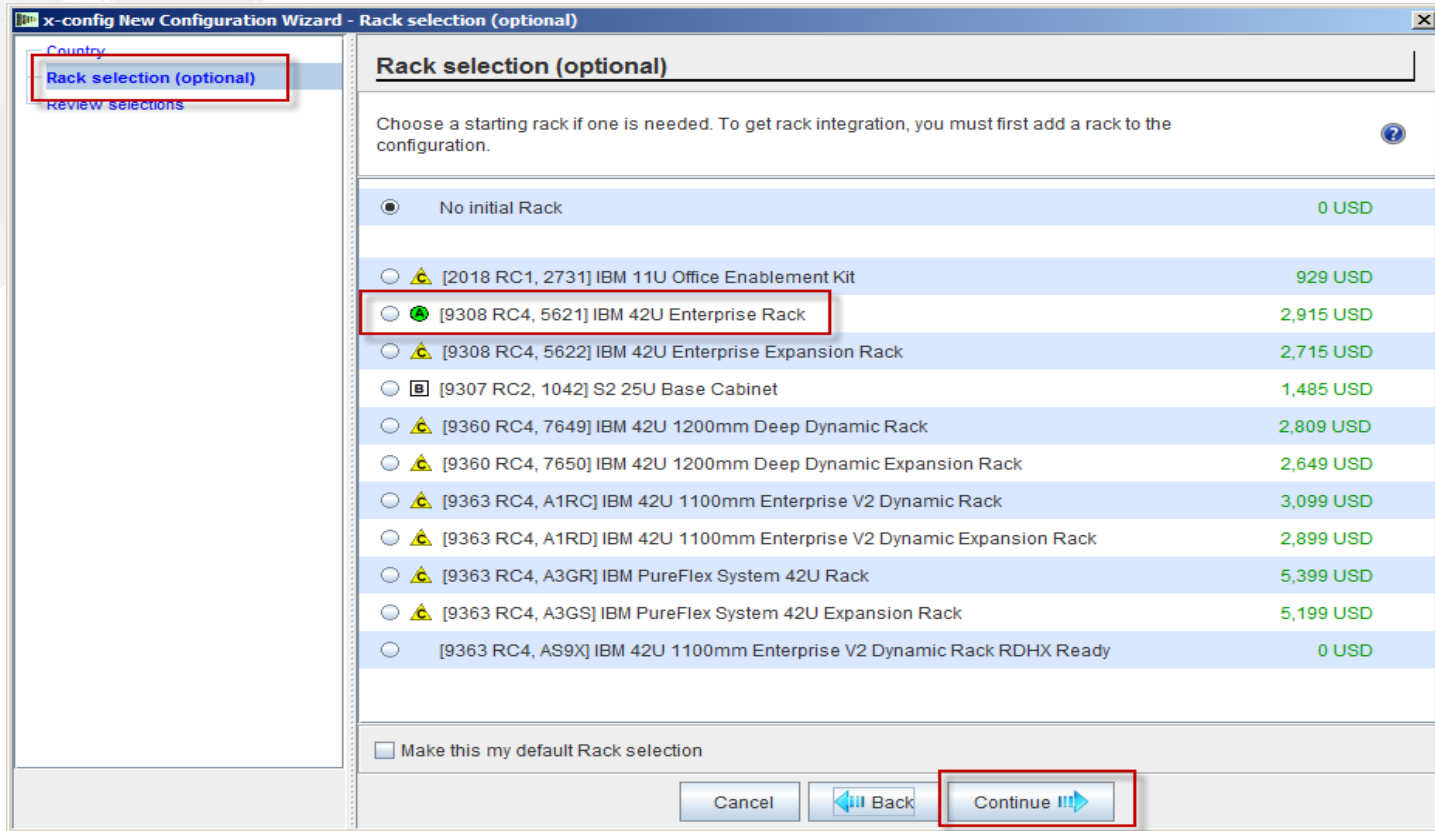 x-config New Configuration Wizard - Rack selection (optional)
Country
Rack selection (optional)
Review selections
Rack selection (optional)
Choose a starting rack if one is needed. To get rack integration, you must first add a rack to the
configuration.
?
No initial Rack 0 USD
C [2018 RC1, 2731] IBM 11U Office Enablement Kit 929 USD
A [9308 RC4, 5621] IBM 42U Enterprise Rack 2,915 USD
C [9308 RC4, 5622] IBM 42U Enterprise Expansion Rack 2,715 USD
B [9307 RC2, 1042] S2 25U Base Cabinet 1,485 USD
C [9360 RC4, 7649] IBM 42U 1200mm Deep Dynamic Rack 2,809 USD
C [9360 RC4, 7650] IBM 42U 1200mm Deep Dynamic Expansion Rack 2,649 USD
C [9363 RC4, A1RC] IBM 42U 1100mm Enterprise V2 Dynamic Rack 3,099 USD
C [9363 RC4, A1RD] IBM 42U 1100mm Enterprise V2 Dynamic Expansion Rack 2,899 USD
C [9363 RC4, A3GR] IBM PureFlex System 42U Rack 5,399 USD
C [9363 RC4, A3GS] IBM PureFlex System 42U Expansion Rack 5,199 USD
[9363 RC4, AS9X] IBM 42U 1100mm Enterprise V2 Dynamic Rack RDHX Ready 0 USD
Make this my default Rack selection
Cancel Back Continue